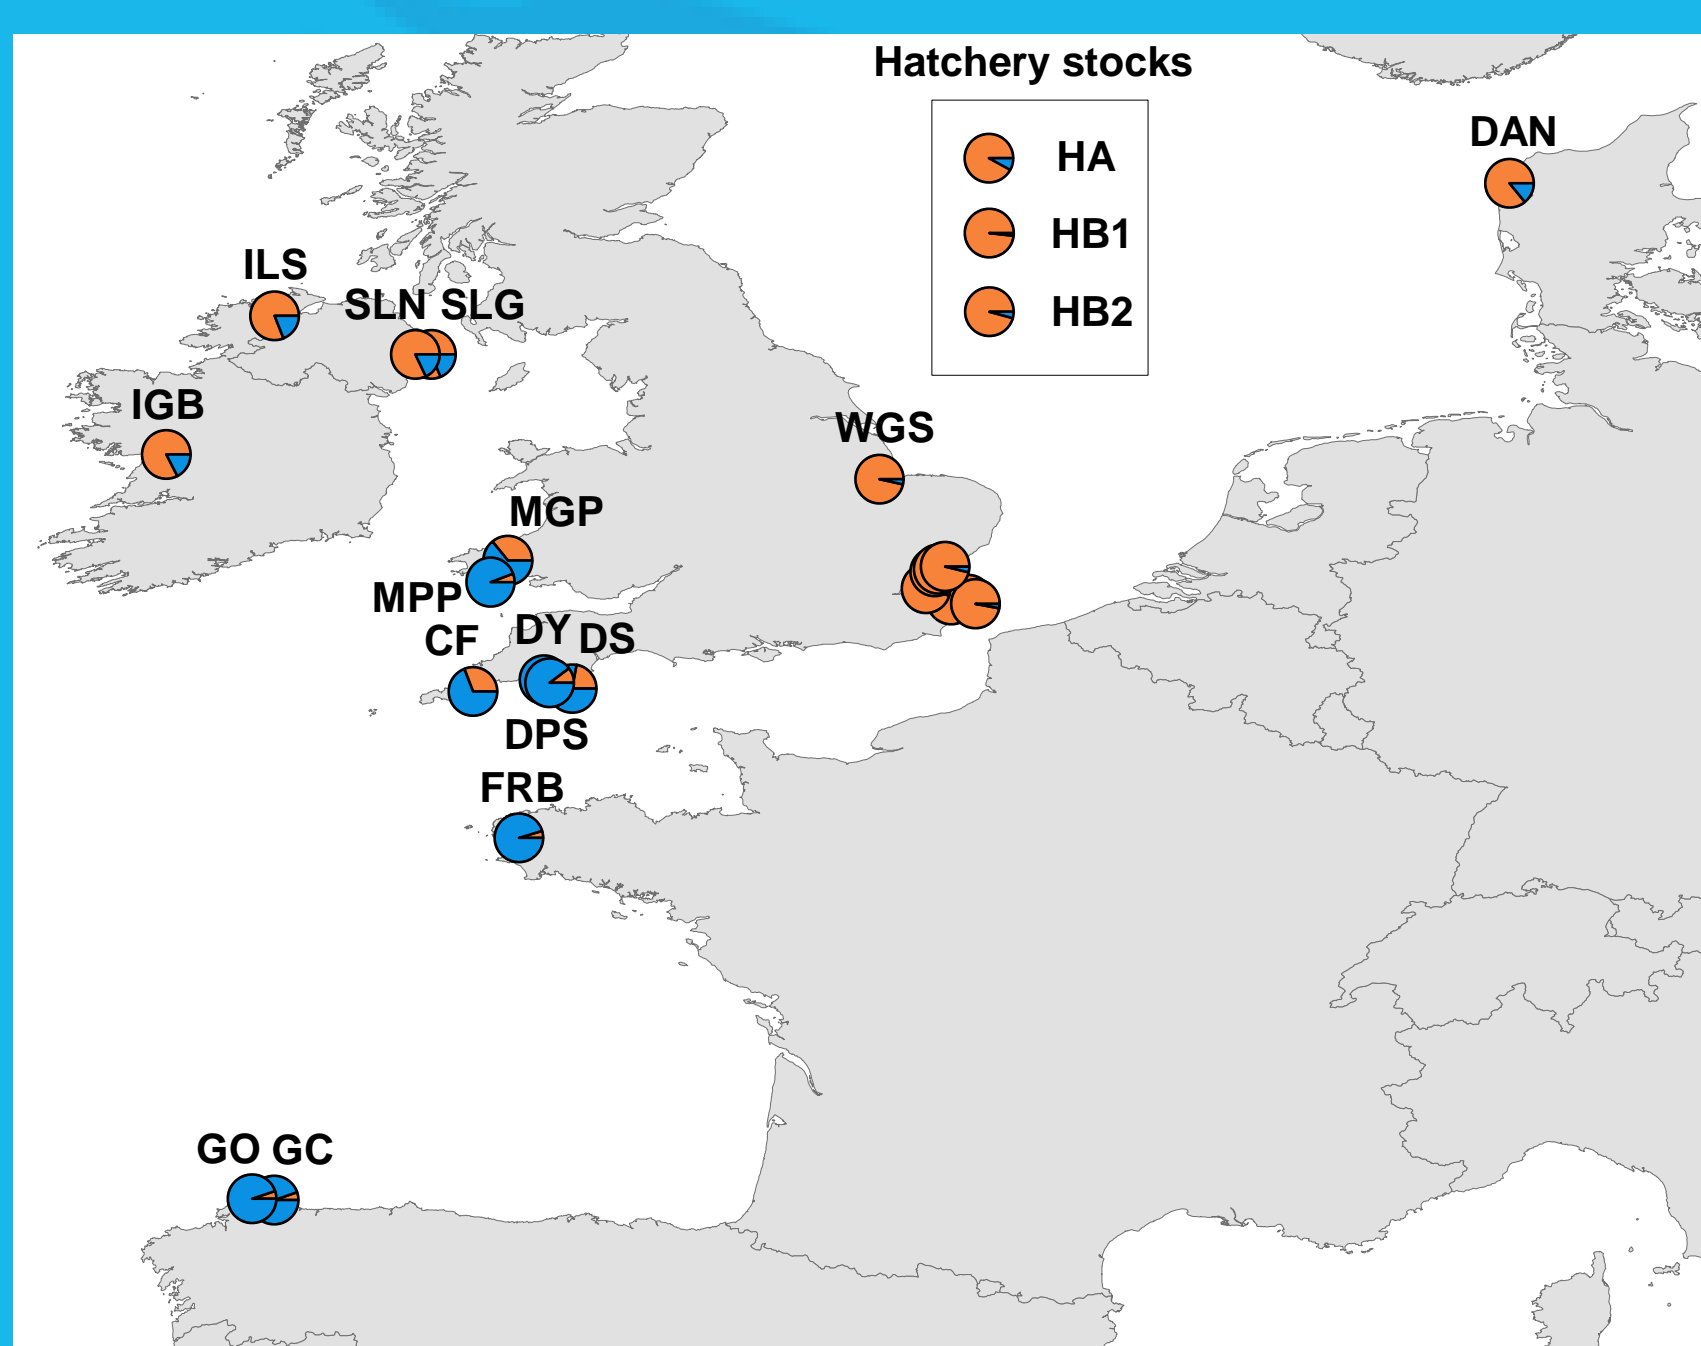 Hatchery stocks
HA
HB1
HB2
DAN
ILS
SLN SLG
IGB
WGS
MGP
MPP
CF
DY DS
DPS
FRB
GO GC